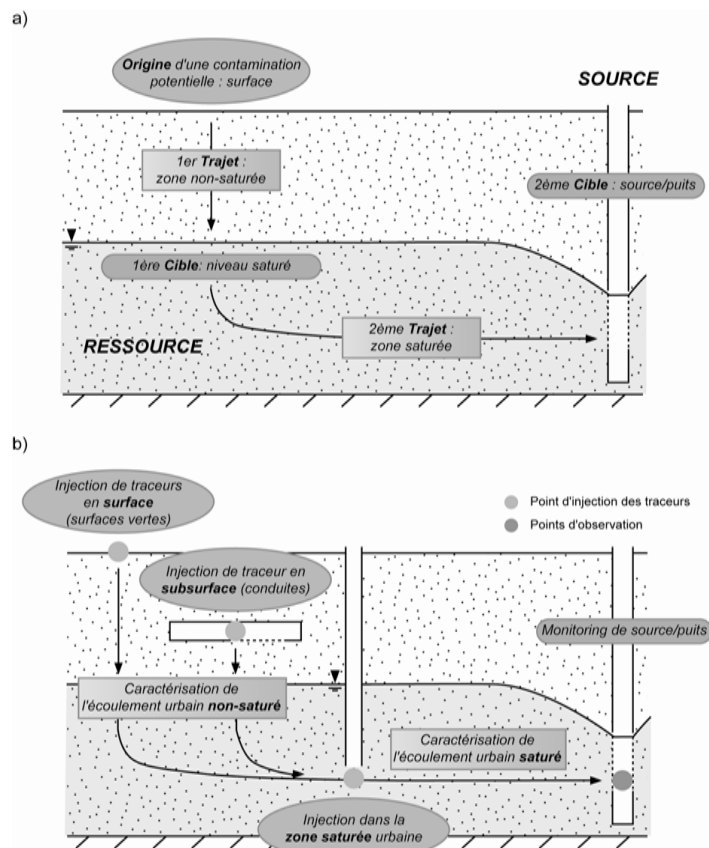 a)
Origine d'une contamination
potentielle : surface
SOURCE
1er Trajet :
zone non-saturée
2ème Cible : source/puits
1ère Cible: niveau saturé
2ème Trajet :
zone saturée
RESSOURCE
b)
Injection de traceurs
en surface
(surfaces vertes)
Point d'injection des traceurs
Points d'observation
Injection de traceur en
subsurface (conduites)
Monitoring de source/puits
Caractérisation de
l'écoulement urbain non-saturé
Caractérisation de
l'écoulement urbain saturé
Injection dans la
zone saturée urbaine